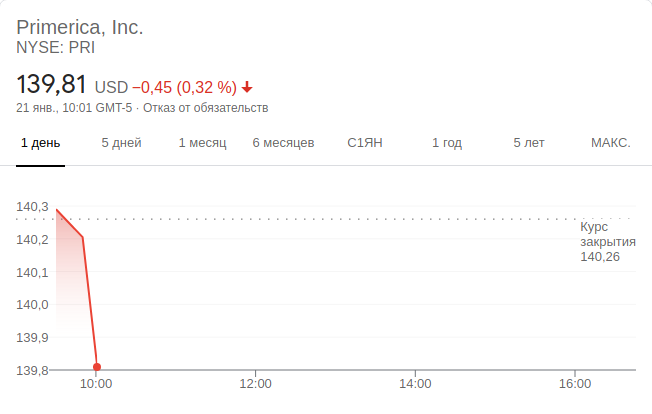 Primerica, Inc.
NYSE: PRI
139,81 USD −0,45 (0,32 %)
21 янв., 10:01 GMT-5 · Отказ от обязательств
1 день 5 дней 1 месяц 6 месяцев С1ЯН 1 год 5 лет МАКС.
140,3
Курс
закрытия
140,26
140,2
140,1
140,0
139,9
139,8
10:00 12:00 14:00 16:00